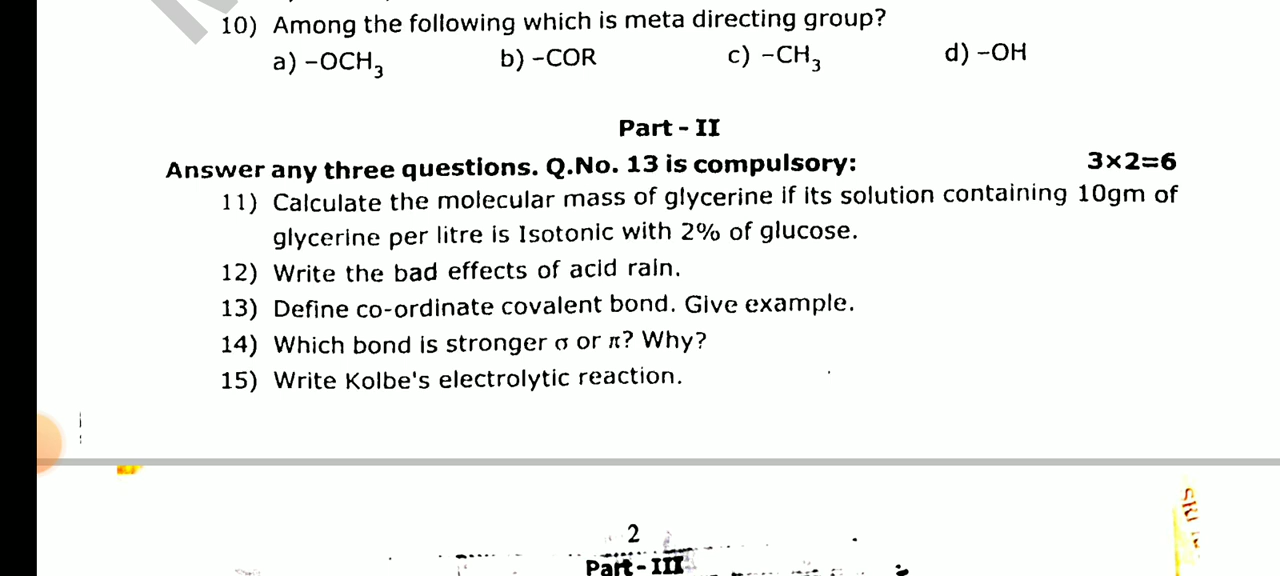 10) Among the following which is meta directing group?
a) –OCH₃ b) –COR c) –CH₃ d) –OH
Part - II
Answer any three questions. Q.No. 13 is compulsory: 3×2=6
11) Calculate the molecular mass of glycerine if its solution containing 10gm of
glycerine per litre is Isotonic with 2% of glucose.
12) Write the bad effects of acid rain.
13) Define co-ordinate covalent bond. Give example.
14) Which bond is stronger σ or π? Why?
15) Write Kolbe's electrolytic reaction.
2
Part - III